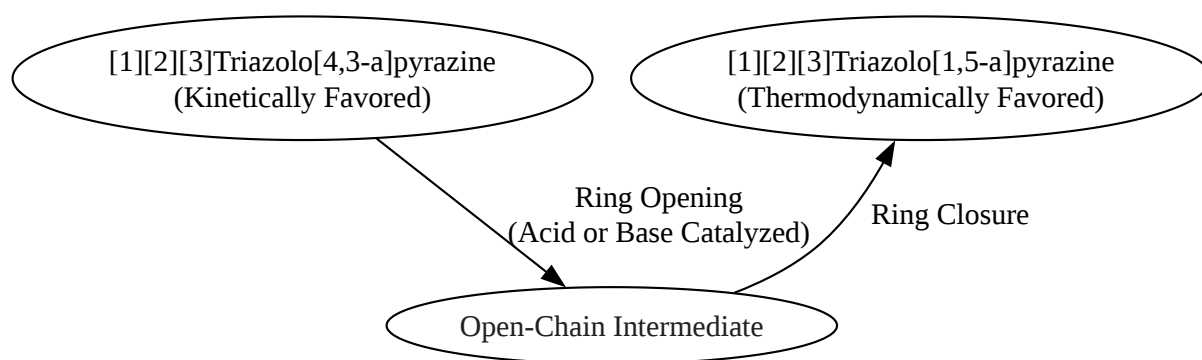 [1][2][3]Triazolo[4,3-a]pyrazine
(Kinetically Favored)
[1][2][3]Triazolo[1,5-a]pyrazine
(Thermodynamically Favored)
Ring Opening
(Acid or Base Catalyzed)
Ring Closure
Open-Chain Intermediate